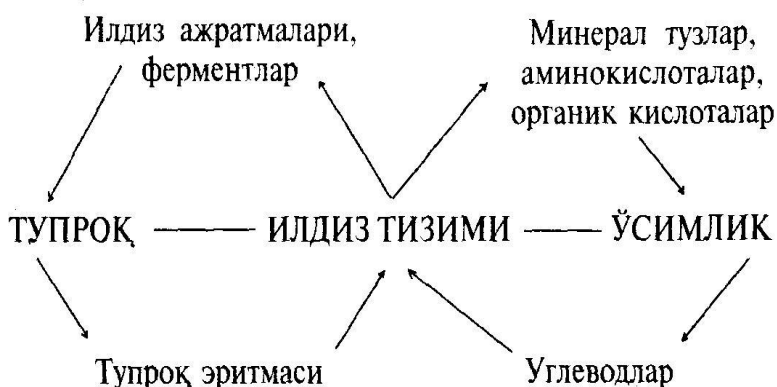 Илдиз ажратмалари,
ферментлар
Минерал тузлар,
аминокислоталар,
органик кислоталар
ТУПРОҚ ИЛДИЗ ТИЗИМИ ЎСИМЛИК
Тупроқ эритмаси
Углеводлар